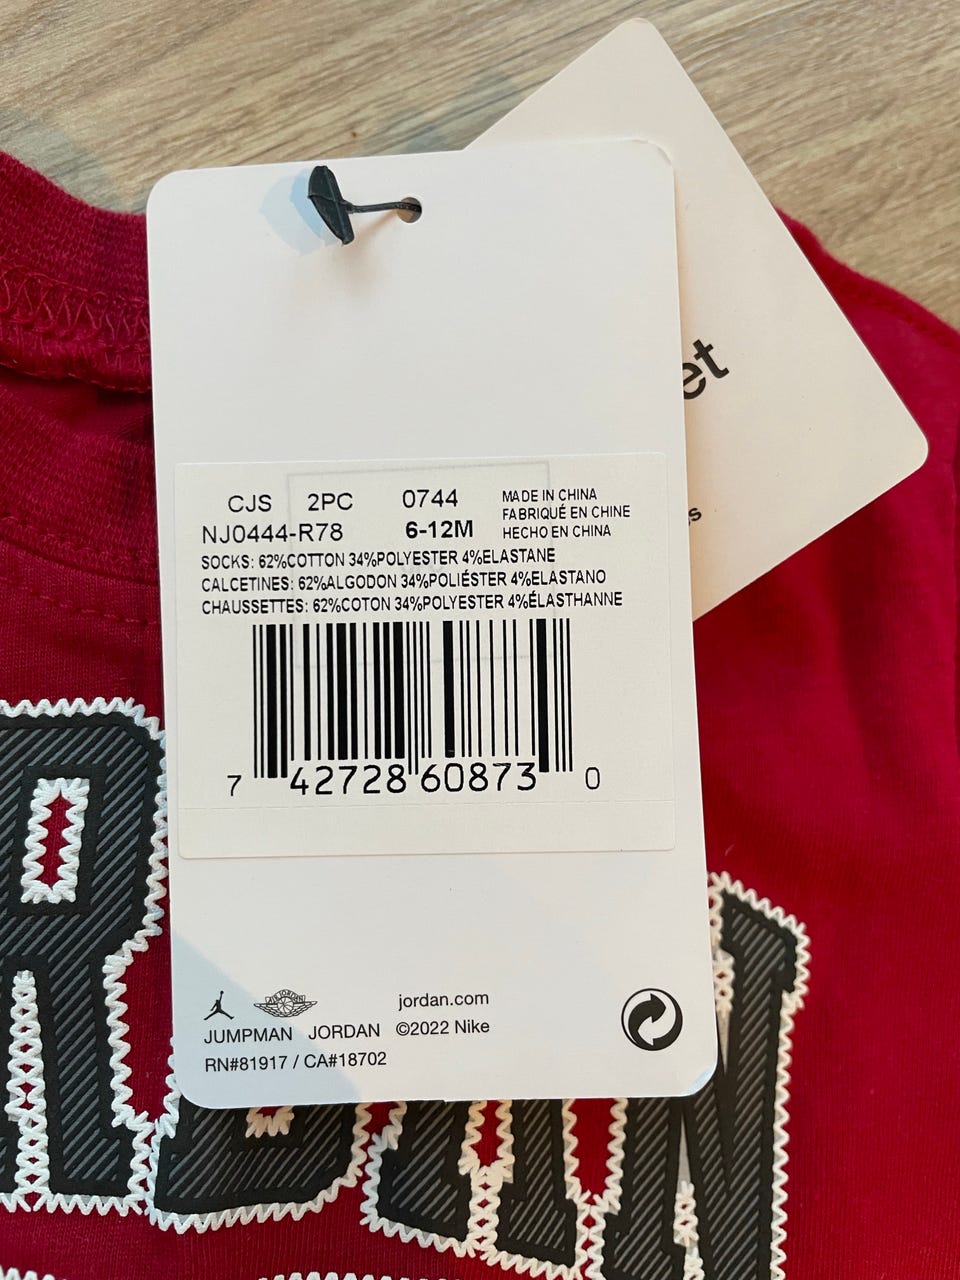 CJS 2PC 0744
NJ0444-R78 6-12M
MADE IN CHINA
FABRIQUÉ EN CHINE
HECHO EN CHINA
SOCKS: 62%COTTON 34%POLYESTER 4%ELASTANE
CALCETINES: 62%ALGODON 34%POLIÉSTER 4%ELASTANO
CHAUSSETTES: 62%COTON 34%POLYESTER 4%ÉLASTHANNE
7 42728 60873 0
JUMPMAN JORDAN
jordan.com
©2022 Nike
RN#81917 / CA#18702